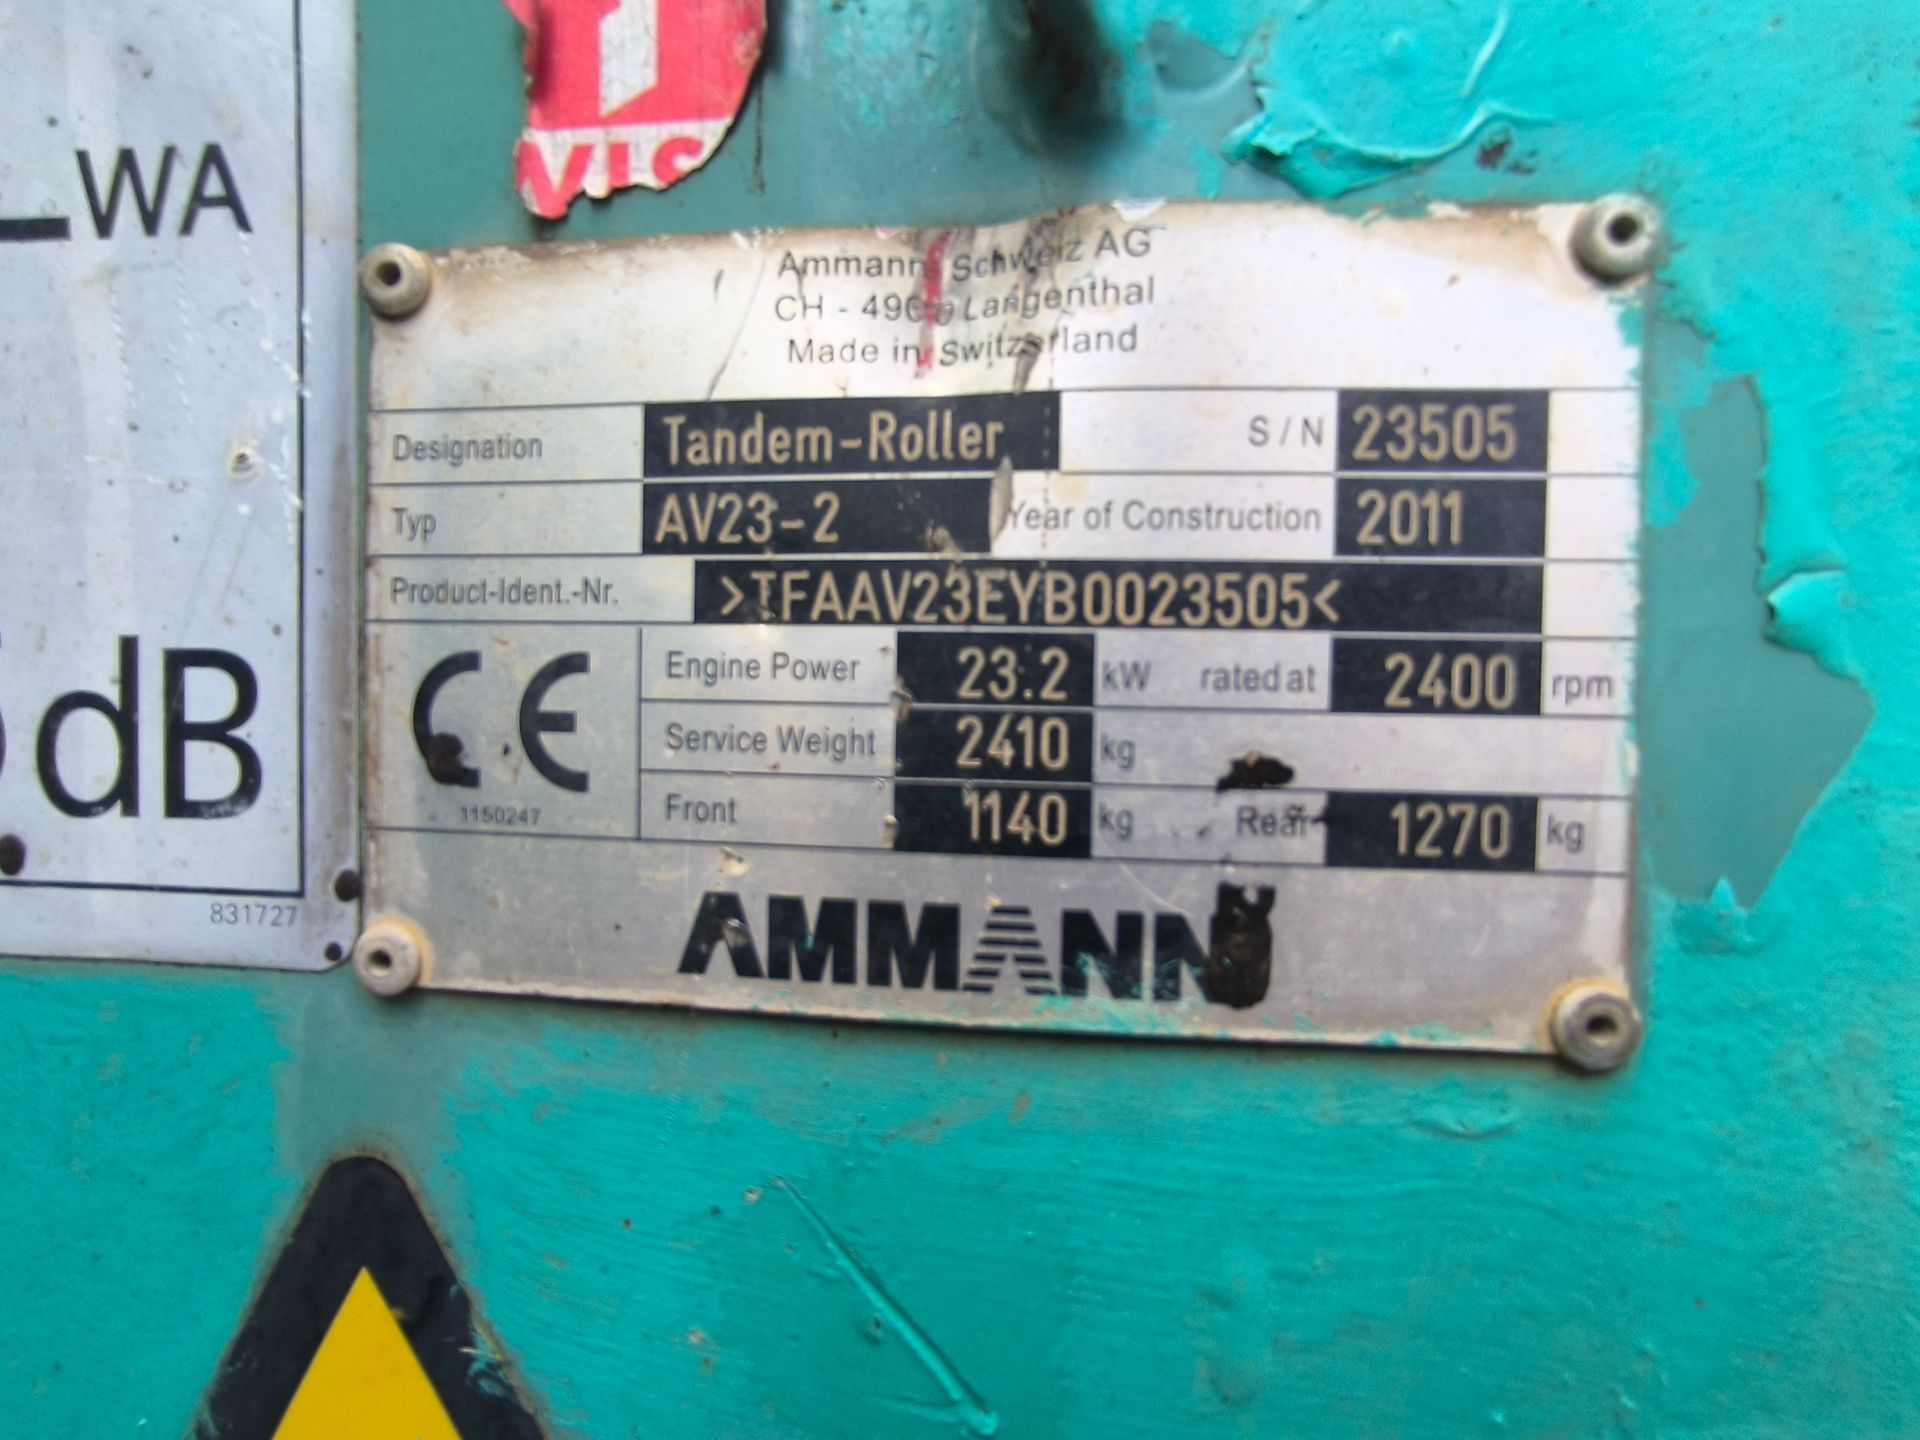 WA
dB
831727
VIS
Ammann Schweiz AG
CH - 4900 Langenthal
Made in Switzerland
Designation Tandem-Roller S / N 23505
Typ AV23-2 Year of Construction 2011
Product-Ident.-Nr. >TFAAV23EYB0023505<
CE
1150247
Engine Power 23.2 kW rated at 2400 rpm
Service Weight 2410 kg
Front 1140 kg Rear 1270 kg
AMMANN